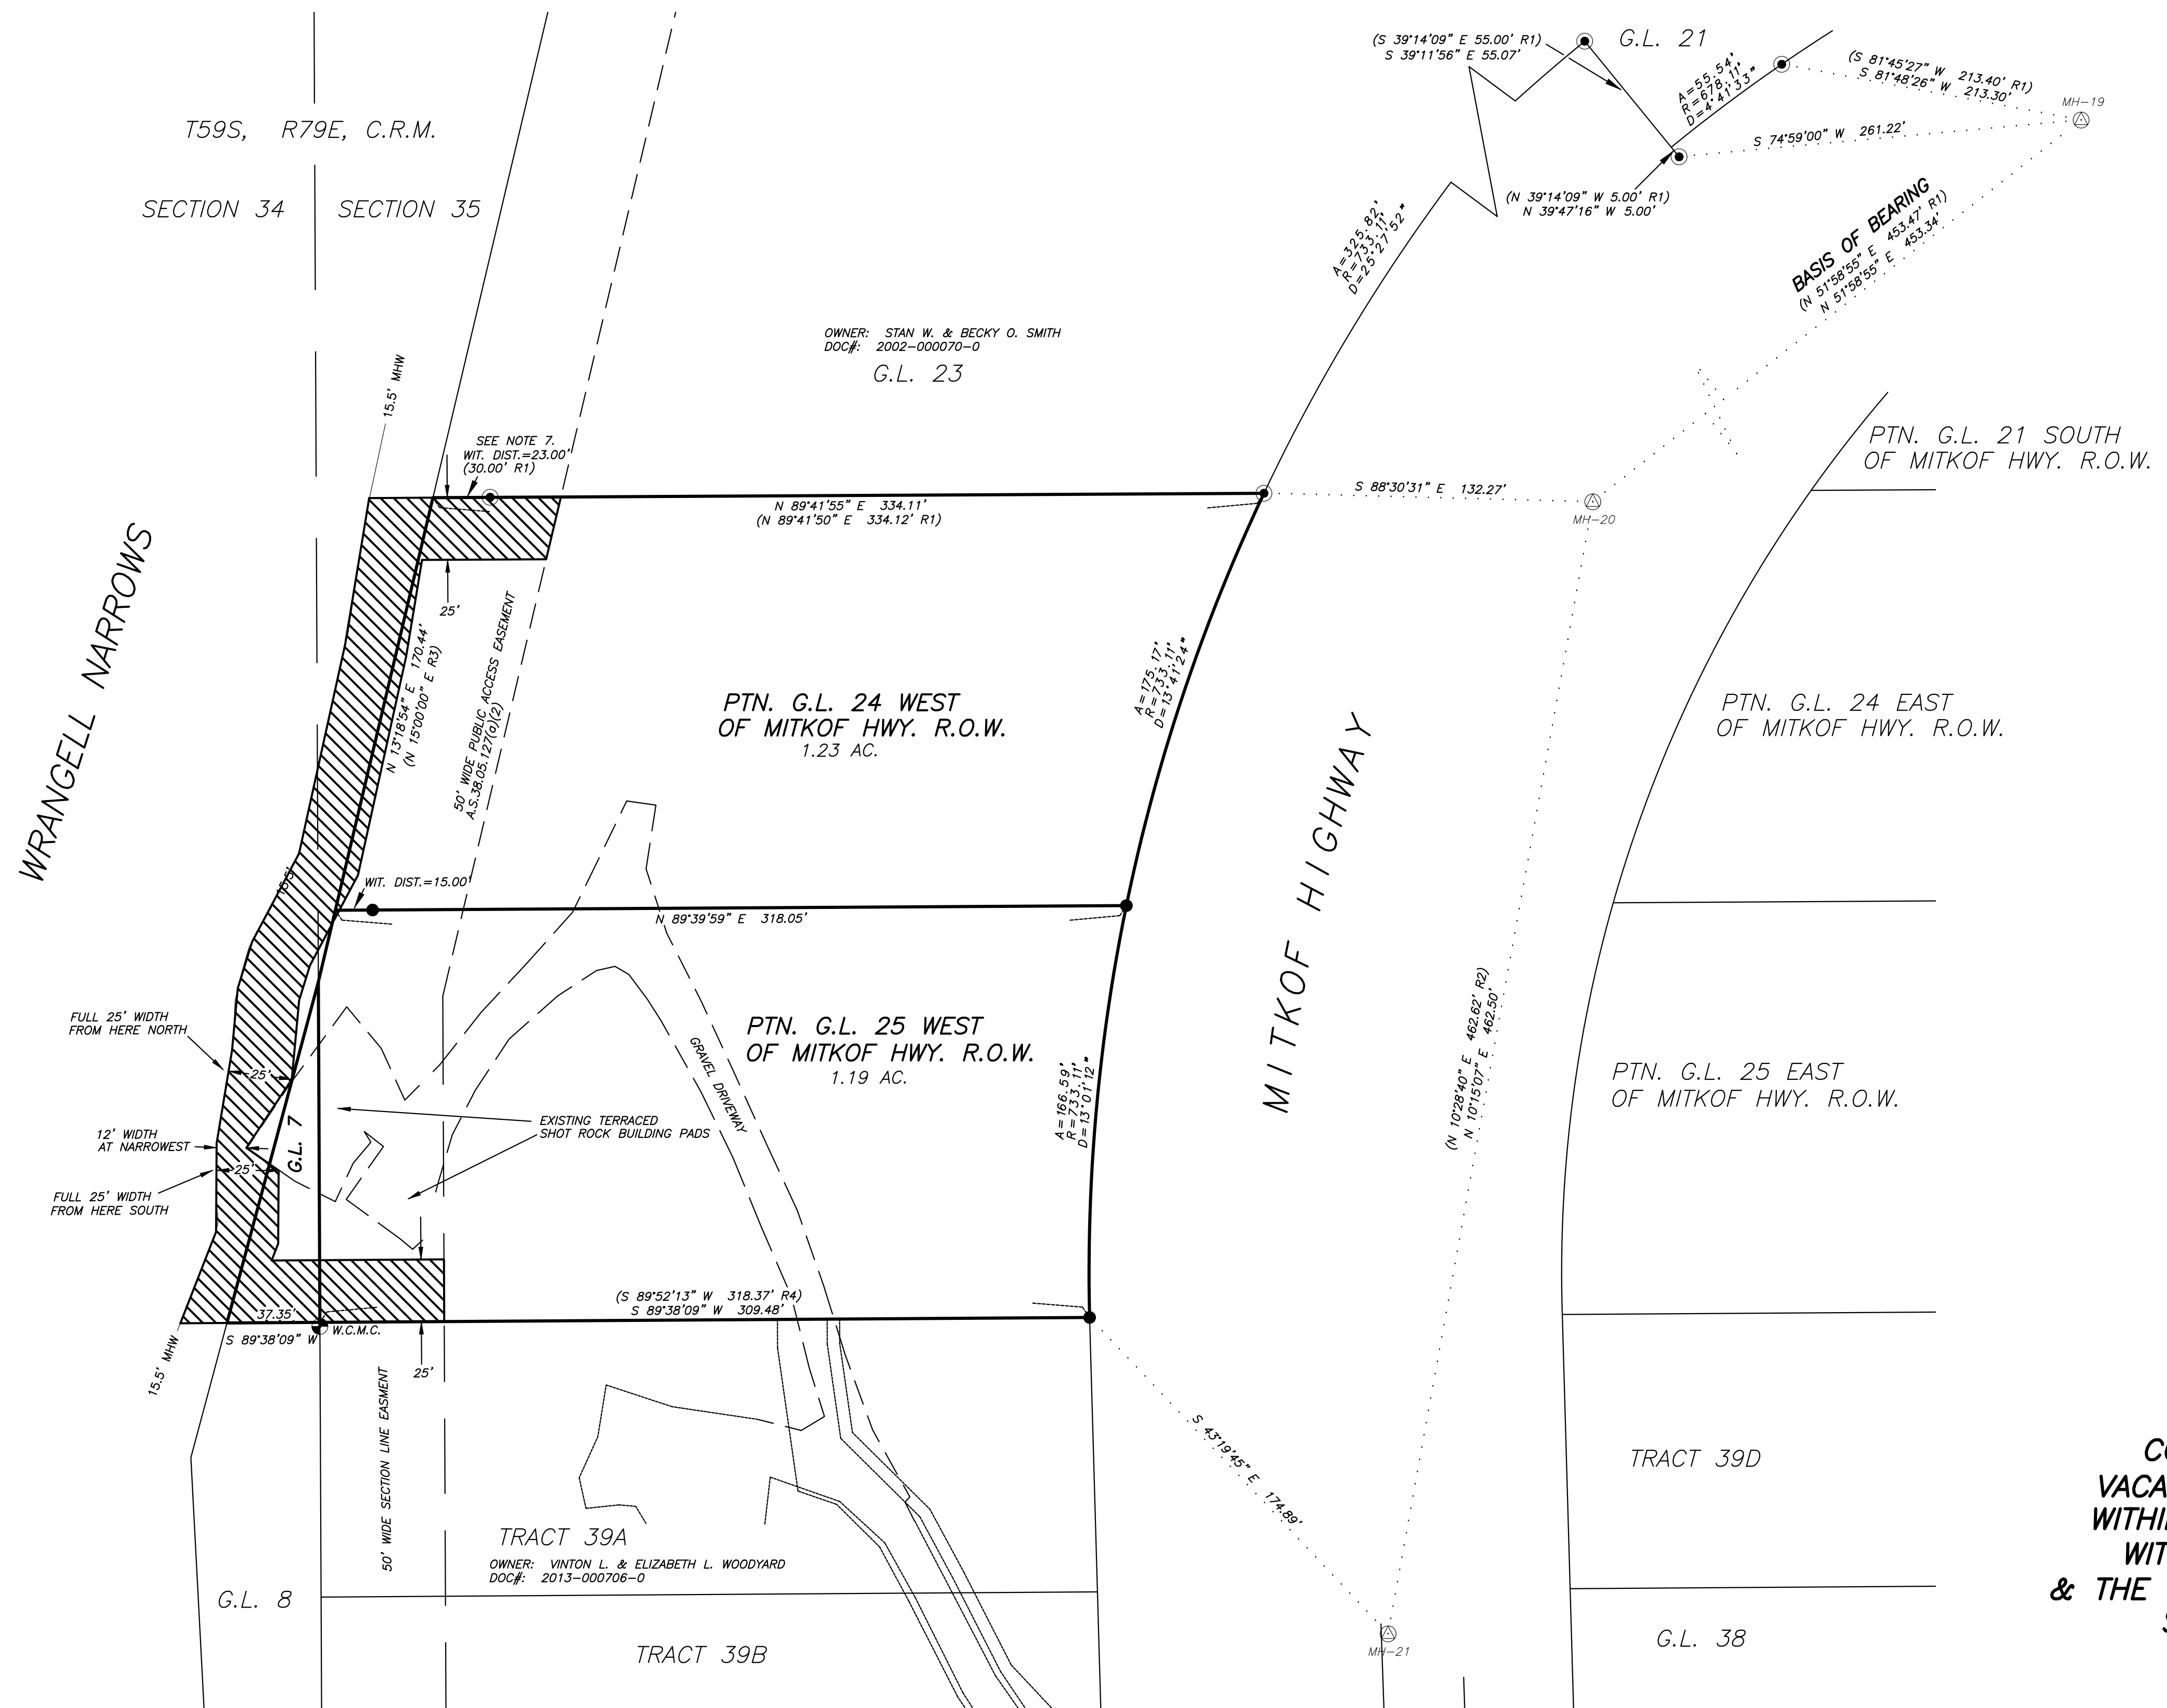 (S 39°14'09" E 55.00' R1)
S 39°11'56" E 55.07'
G.L. 21
A=55.54'
R=678.11'
D=4°41'33"
(S 81°45'27" W 213.40' R1)
S 81°48'26" W 213.30'
MH-19
S 74°59'00" W 261.22'
(N 39°14'09" W 5.00' R1)
N 39°47'16" W 5.00'
T59S, R79E, C.R.M.
SECTION 34
SECTION 35
A=325.82'
R=733.11'
D=25°27'52"
BASIS OF BEARING
(N 51°58'55" E 453.47' R1)
N 51°58'55" E 453.34'
OWNER: STAN W. & BECKY O. SMITH
DOC#: 2002-000070-0
G.L. 23
15.5' MHW
SEE NOTE 7.
WIT. DIST.=23.00'
(30.00' R1)
N 89°41'55" E 334.11'
(N 89°41'50" E 334.12' R1)
S 88°30'31" E 132.27'
MH-20
PTN. G.L. 21 SOUTH
OF MITKOF HWY. R.O.W.
WRANGELL NARROWS
25'
N 13°18'54" E 170.44'
(N 15°00'00" E R3)
50' WIDE PUBLIC ACCESS EASEMENT
A.S.38.05.127(a)(2)
PTN. G.L. 24 WEST
OF MITKOF HWY. R.O.W.
1.23 AC.
A=175.17'
R=733.11'
D=13°41'24"
MITKOF HIGHWAY
PTN. G.L. 24 EAST
OF MITKOF HWY. R.O.W.
15.5'
WIT. DIST.=15.00'
N 89°39'59" E 318.05'
FULL 25' WIDTH
FROM HERE NORTH
25'
12' WIDTH
AT NARROWEST
25'
FULL 25' WIDTH
FROM HERE SOUTH
G.L. 7
PTN. G.L. 25 WEST
OF MITKOF HWY. R.O.W.
1.19 AC.
GRAVEL DRIVEWAY
EXISTING TERRACED
SHOT ROCK BUILDING PADS
A=166.59'
R=733.11'
D=13°01'12"
(N 10°28'40" E 462.62' R2)
N 10°15'07" E 462.50'
PTN. G.L. 25 EAST
OF MITKOF HWY. R.O.W.
37.35'
S 89°38'09" W
W.C.M.C.
(S 89°52'13" W 318.37' R4)
S 89°38'09" W 309.48'
15.5' MHW
25'
50' WIDE SECTION LINE EASMENT
S 43°19'45" E 174.89'
TRACT 39A
OWNER: VINTON L. & ELIZABETH L. WOODYARD
DOC#: 2013-000706-0
G.L. 8
TRACT 39B
MH-21
TRACT 39D
G.L. 38
VACA
WITHI
WIT
& THE